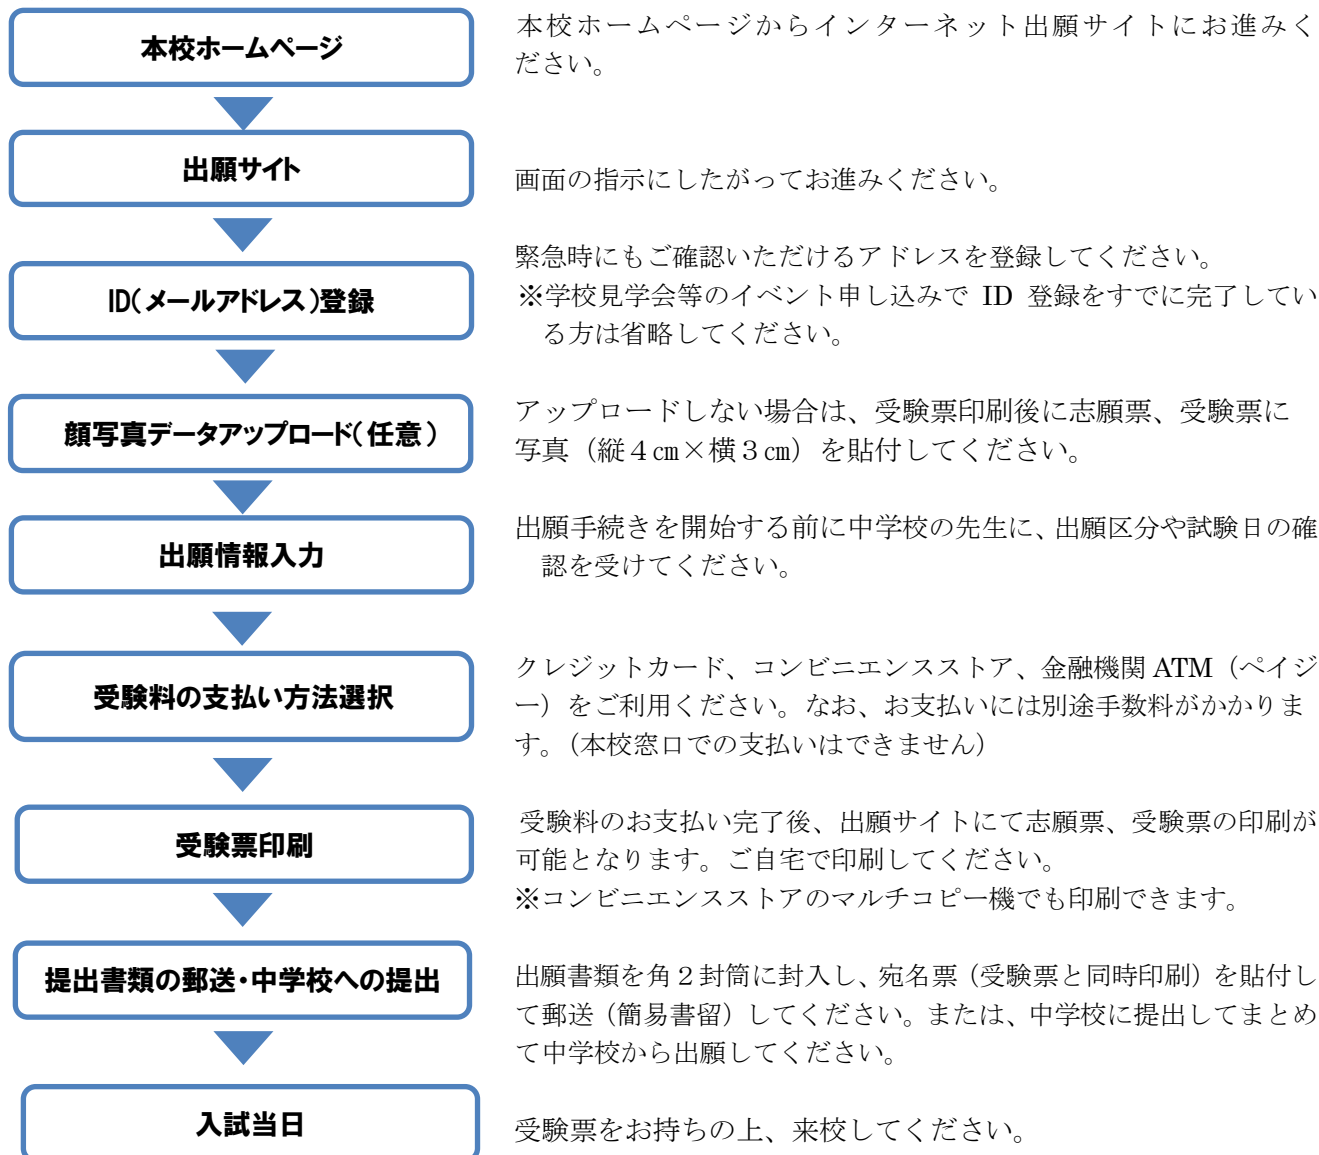 本校ホームページ
本校ホームページからインターネット出願サイトにお進みく
ださい。
出願サイト
画面の指示にしたがってお進みください。
ID(メールアドレス)登録
緊急時にもご確認いただけるアドレスを登録してください。
※学校見学会等のイベント申し込みで ID 登録をすでに完了してい
る方は省略してください。
顔写真データアップロード(任意)
アップロードしない場合は、受験票印刷後に志願票、受験票に
写真(縦4㎝×横3㎝)を貼付してください。
出願情報入力
出願手続きを開始する前に中学校の先生に、出願区分や試験日の確
認を受けてください。
受験料の支払い方法選択
クレジットカード、コンビニエンスストア、金融機関 ATM(ペイジ
ー)をご利用ください。なお、お支払いには別途手数料がかかりま
す。(本校窓口での支払いはできません)
受験票印刷
受験料のお支払い完了後、出願サイトにて志願票、受験票の印刷が
可能となります。ご自宅で印刷してください。
※コンビニエンスストアのマルチコピー機でも印刷できます。
提出書類の郵送・中学校への提出
出願書類を角2封筒に封入し、宛名票(受験票と同時印刷)を貼付し
て郵送(簡易書留)してください。または、中学校に提出してまとめ
て中学校から出願してください。
入試当日
受験票をお持ちの上、来校してください。